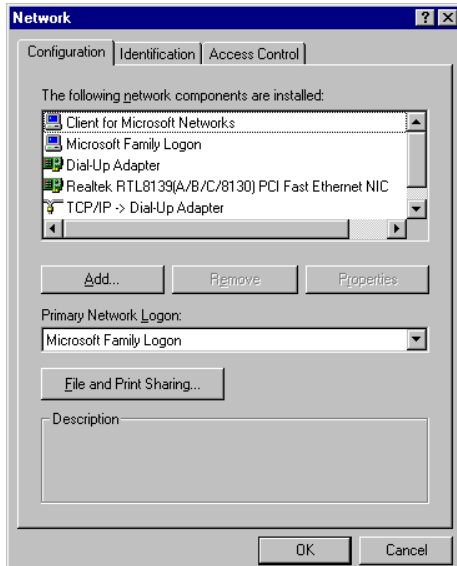 Network
Configuration Identification Access Control
The following network components are installed:
Client for Microsoft Networks
Microsoft Family Logon
Dial-Up Adapter
Realtek RTL8139(A/B/C/8130) PCI Fast Ethernet NIC
TCP/IP -> Dial-Up Adapter
Add... Remove Properties
Primary Network Logon:
Microsoft Family Logon
File and Print Sharing...
Description
OK Cancel